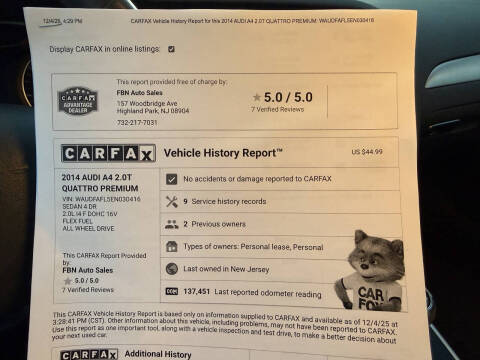 12/4/25, 4:29 PM
CARFAX Vehicle History Report for this 2014 AUDI A4 2.0T QUATTRO PREMIUM: WAUDFAFL5EN030416
Display CARFAX in online listings:
CARFAX
ADVANTAGE
DEALER
This report provided free of charge by:
FBN Auto Sales
157 Woodbridge Ave
Highland Park, NJ 08904
732-217-7031
5.0 / 5.0
7 Verified Reviews
CARFAX Vehicle History Report™
US $44.99
2014 AUDI A4 2.0T
QUATTRO PREMIUM
VIN: WAUDFAFL5EN030416
SEDAN 4 DR
2.0L I4 F DOHC 16V
FLEX FUEL
ALL WHEEL DRIVE
This CARFAX Report Provided
by:
FBN Auto Sales
5.0 / 5.0
7 Verified Reviews
No accidents or damage reported to CARFAX
9 Service history records
2 Previous owners
Types of owners: Personal lease, Personal
Last owned in New Jersey
137,451 Last reported odometer reading
CAR
FOX
This CARFAX Vehicle History Report is based only on information supplied to CARFAX and available as of 12/4/25 at
3:28:41 PM (CST). Other information about this vehicle, including problems, may not have been reported to CARFAX.
Use this report as one important tool, along with a vehicle inspection and test drive, to make a better decision about
your next used car.
CARFAX Additional History